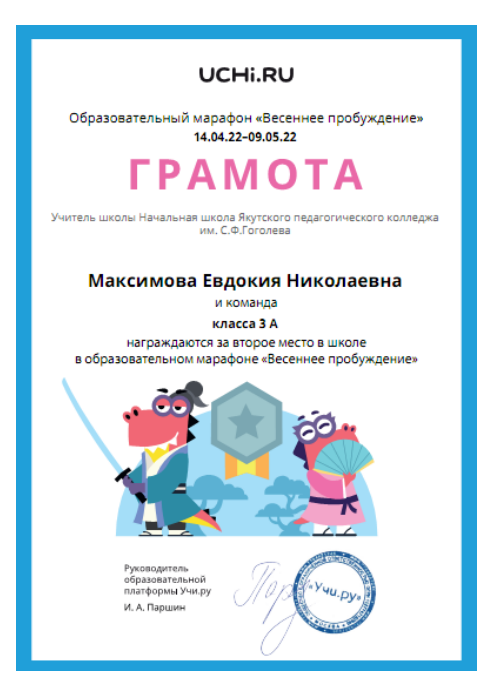 UCHi.RU
Образовательный марафон «Весеннее пробуждение»
14.04.22–09.05.22
ГРАМОТА
Учитель школы Начальная школа Якутского педагогического колледжа
им. С.Ф.Гоголева
Максимова Евдокия Николаевна
и команда
класса 3 А
награждаются за второе место в школе
в образовательном марафоне «Весеннее пробуждение»
Руководитель
образовательной
платформы Учи.ру
И. А. Паршин
«Учи.ру»
МОСКВА